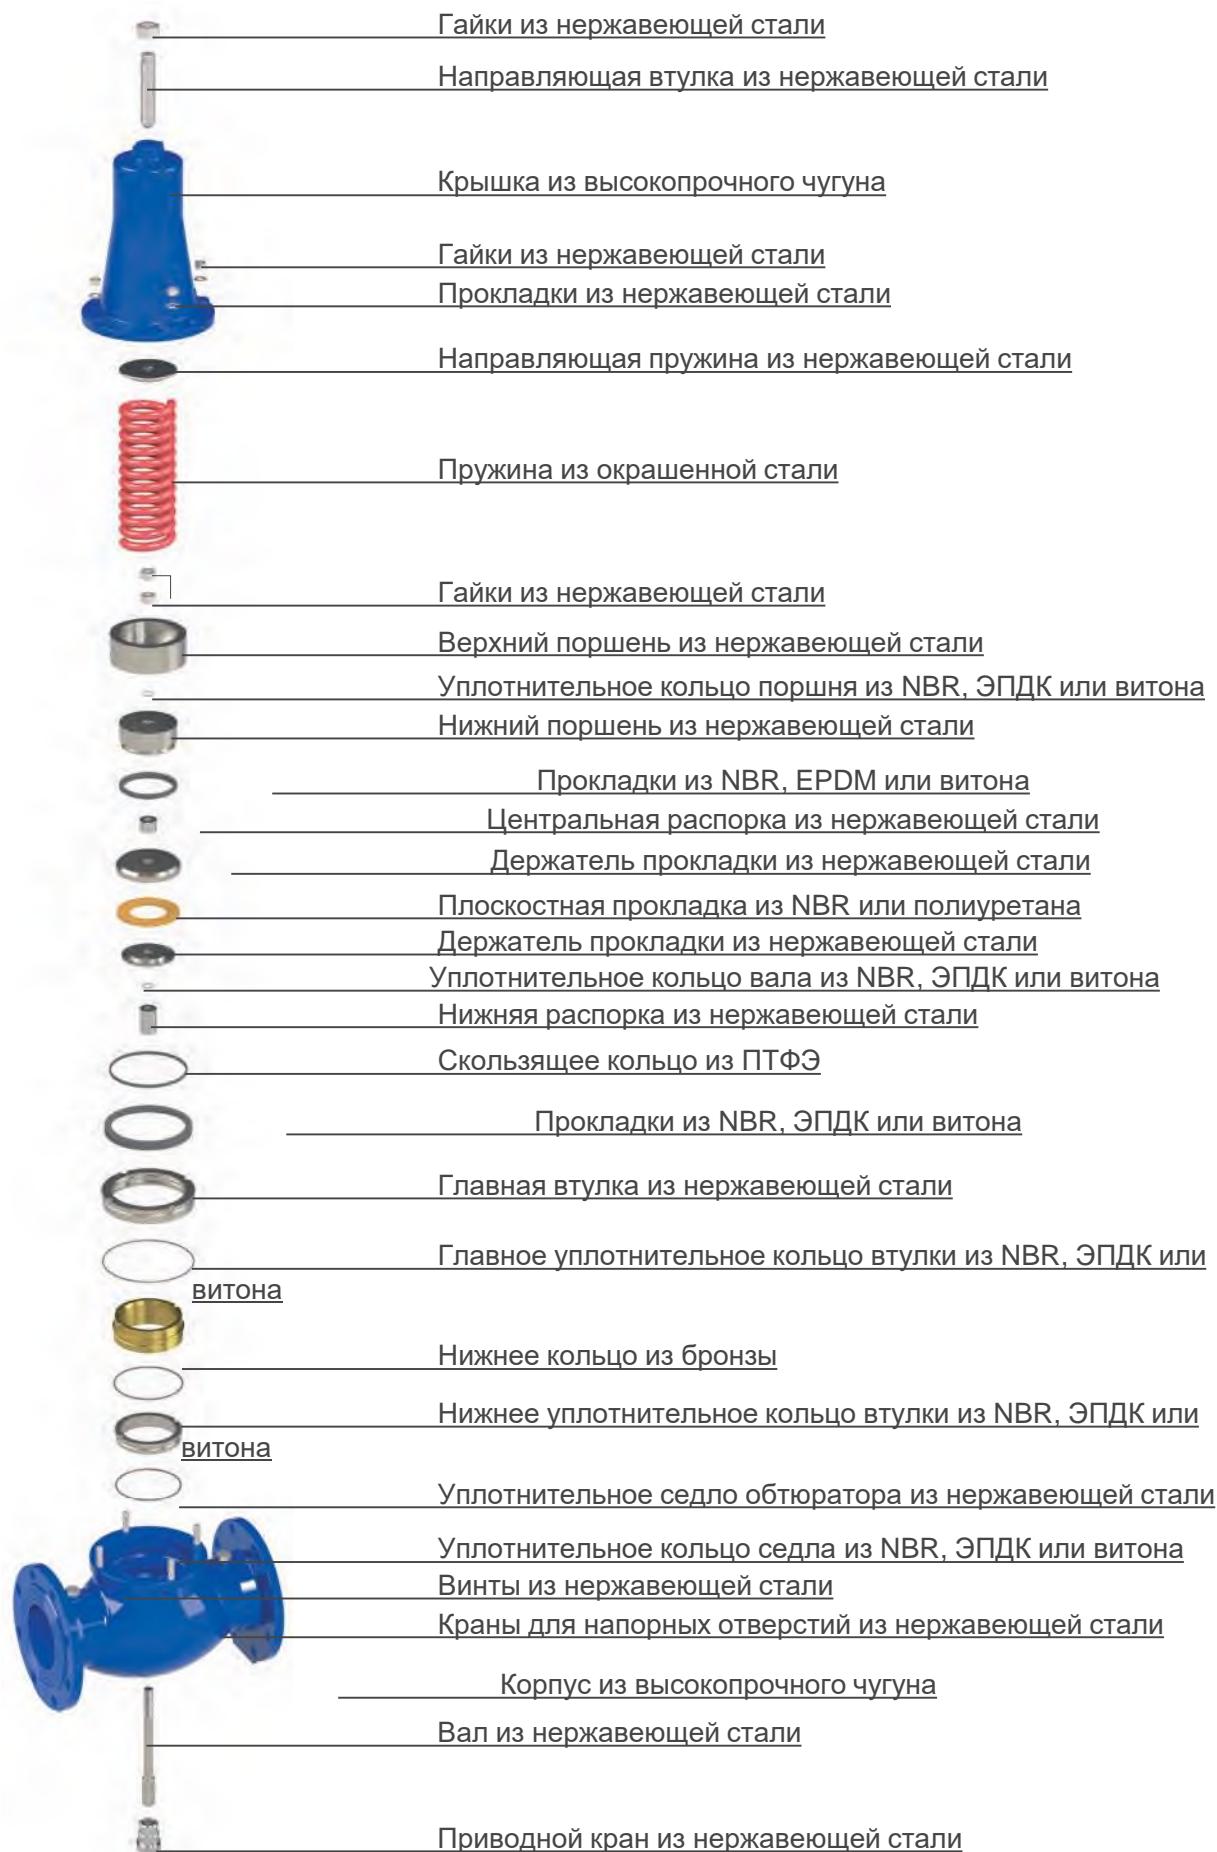 Гайки из нержавеющей стали
Направляющая втулка из нержавеющей стали
Крышка из высокопрочного чугуна
Гайки из нержавеющей стали
Прокладки из нержавеющей стали
Направляющая пружина из нержавеющей стали
Пружина из окрашенной стали
Гайки из нержавеющей стали
Верхний поршень из нержавеющей стали
Уплотнительное кольцо поршня из NBR, ЭПДК или витона
Нижний поршень из нержавеющей стали
Прокладки из NBR, EPDM или витона
Центральная распорка из нержавеющей стали
Держатель прокладки из нержавеющей стали
Плоскостная прокладка из NBR или полиуретана
Держатель прокладки из нержавеющей стали
Уплотнительное кольцо вала из NBR, ЭПДК или витона
Нижняя распорка из нержавеющей стали
Скользящее кольцо из ПТФЭ
Прокладки из NBR, ЭПДК или витона
Главная втулка из нержавеющей стали
Главное уплотнительное кольцо втулки из NBR, ЭПДК или
витона
Нижнее кольцо из бронзы
Нижнее уплотнительное кольцо втулки из NBR, ЭПДК или
витона
Уплотнительное седло обтюратора из нержавеющей стали
Уплотнительное кольцо седла из NBR, ЭПДК или витона
Винты из нержавеющей стали
Краны для напорных отверстий из нержавеющей стали
Корпус из высокопрочного чугуна
Вал из нержавеющей стали
Приводной кран из нержавеющей стали